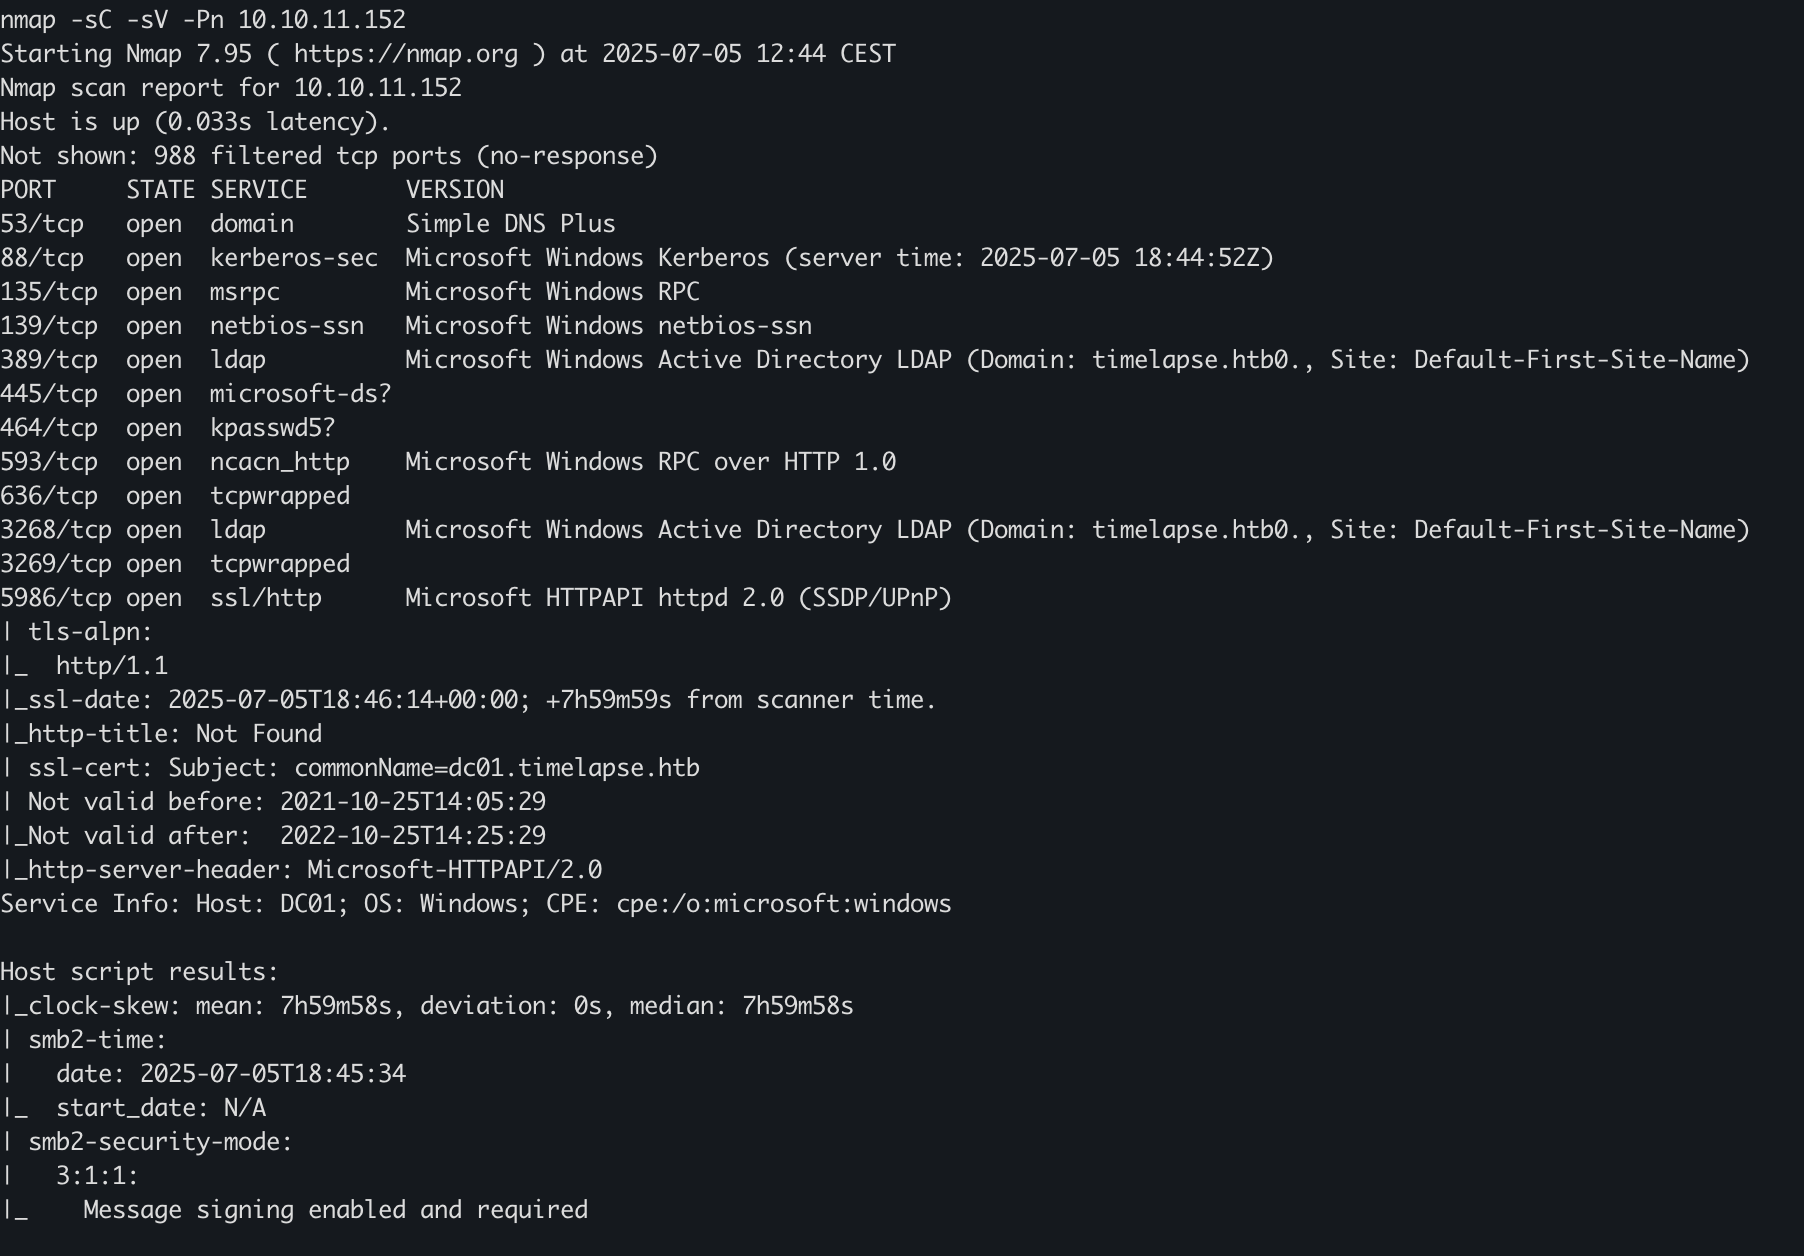 nmap -sC -sV -Pn 10.10.11.152
Starting Nmap 7.95 ( https://nmap.org ) at 2025-07-05 12:44 CEST
Nmap scan report for 10.10.11.152
Host is up (0.033s latency).
Not shown: 988 filtered tcp ports (no-response)
PORT     STATE SERVICE       VERSION
53/tcp   open  domain        Simple DNS Plus
88/tcp   open  kerberos-sec  Microsoft Windows Kerberos (server time: 2025-07-05 18:44:52Z)
135/tcp  open  msrpc         Microsoft Windows RPC
139/tcp  open  netbios-ssn   Microsoft Windows netbios-ssn
389/tcp  open  ldap          Microsoft Windows Active Directory LDAP (Domain: timelapse.htb0., Site: Default-First-Site-Name)
445/tcp  open  microsoft-ds?
464/tcp  open  kpasswd5?
593/tcp  open  ncacn_http    Microsoft Windows RPC over HTTP 1.0
636/tcp  open  tcpwrapped
3268/tcp open  ldap          Microsoft Windows Active Directory LDAP (Domain: timelapse.htb0., Site: Default-First-Site-Name)
3269/tcp open  tcpwrapped
5986/tcp open  ssl/http      Microsoft HTTPAPI httpd 2.0 (SSDP/UPnP)
| tls-alpn:
|_  http/1.1
|_ssl-date: 2025-07-05T18:46:14+00:00; +7h59m59s from scanner time.
|_http-title: Not Found
| ssl-cert: Subject: commonName=dc01.timelapse.htb
| Not valid before: 2021-10-25T14:05:29
|_Not valid after:  2022-10-25T14:25:29
|_http-server-header: Microsoft-HTTPAPI/2.0
Service Info: Host: DC01; OS: Windows; CPE: cpe:/o:microsoft:windows

Host script results:
|_clock-skew: mean: 7h59m58s, deviation: 0s, median: 7h59m58s
| smb2-time:
|   date: 2025-07-05T18:45:34
|_  start_date: N/A
| smb2-security-mode:
|   3:1:1:
|_    Message signing enabled and required